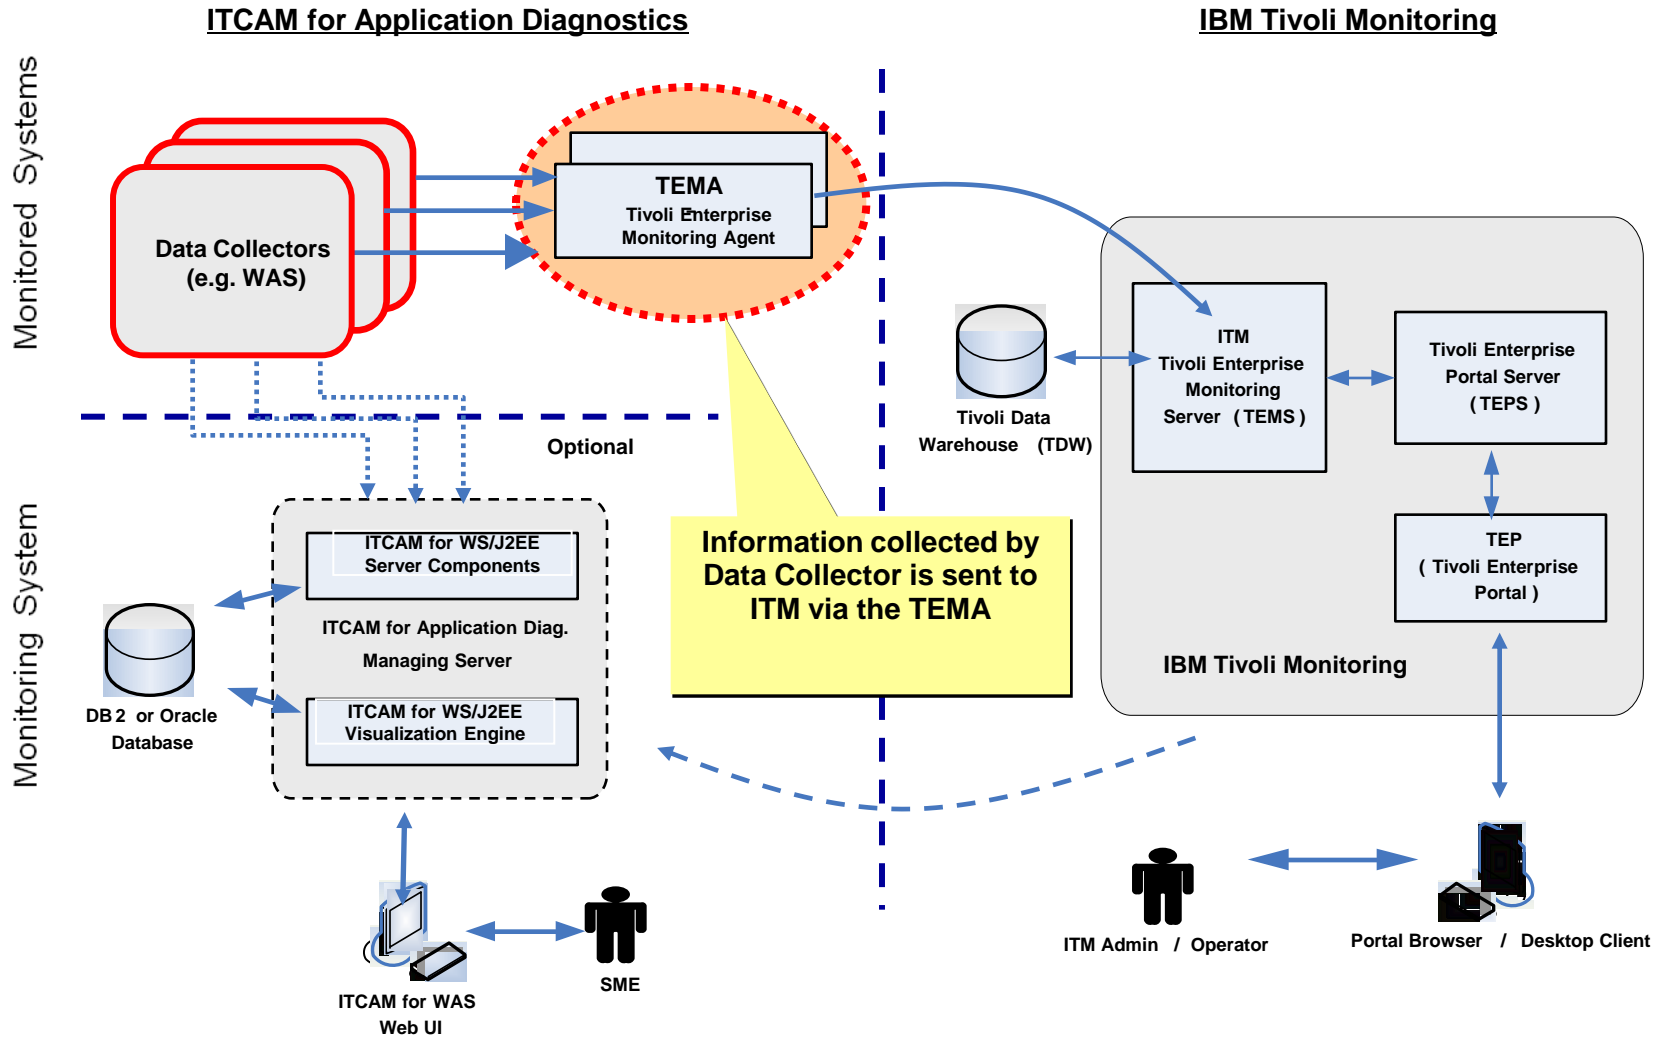 ITCAM for Application Diagnostics
IBM Tivoli Monitoring
Monitored Systems
Data Collectors
(e.g. WAS)
TEMA
Tivoli Enterprise
Monitoring Agent
ITM
Tivoli Enterprise
Monitoring
Server ( TEMS )
Tivoli Enterprise
Portal Server
( TEPS )
Tivoli Data
Warehouse (TDW)
Optional
Monitoring System
ITCAM for WS/J2EE
Server Components
ITCAM for Application Diag.
Managing Server
ITCAM for WS/J2EE
Visualization Engine
DB 2 or Oracle
Database
Information collected by
Data Collector is sent to
ITM via the TEMA
TEP
( Tivoli Enterprise
Portal )
IBM Tivoli Monitoring
ITM Admin / Operator
Portal Browser / Desktop Client
SME
ITCAM for WAS
Web UI